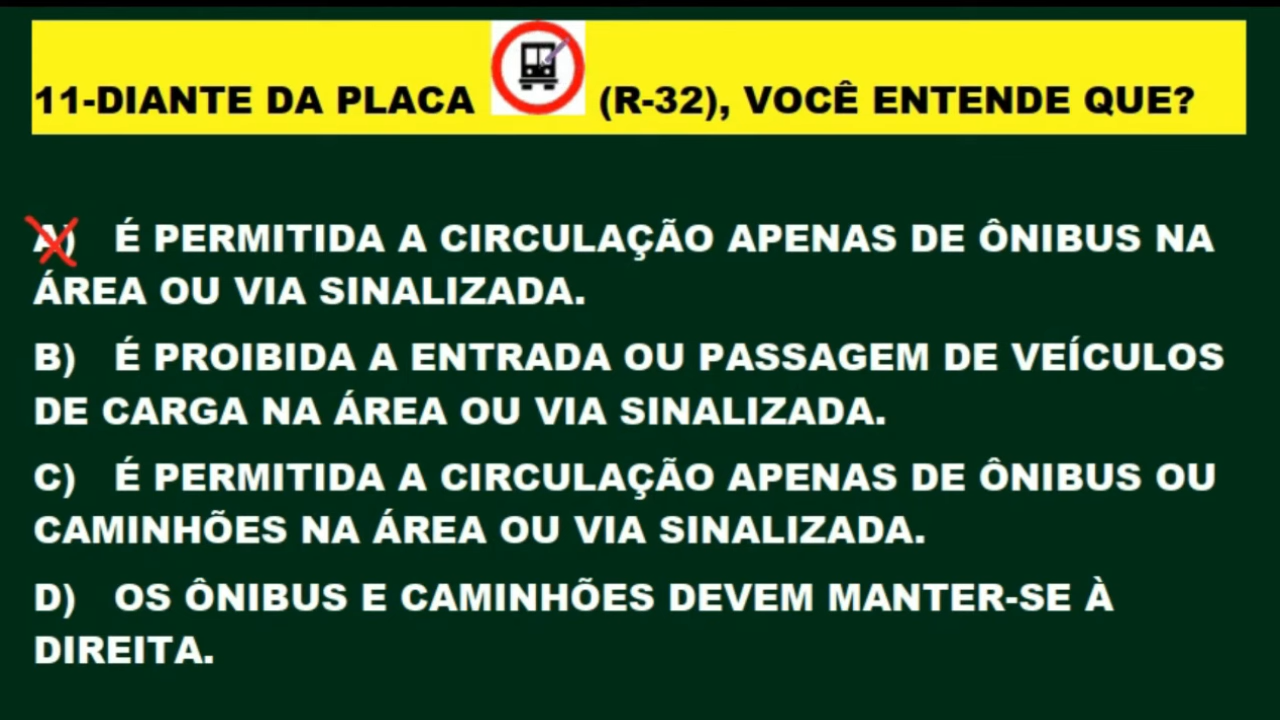 11-DIANTE DA PLACA (R-32), VOCÊ ENTENDE QUE?
A) É PERMITIDA A CIRCULAÇÃO APENAS DE ÔNIBUS NA
ÁREA OU VIA SINALIZADA.
B) É PROIBIDA A ENTRADA OU PASSAGEM DE VEÍCULOS
DE CARGA NA ÁREA OU VIA SINALIZADA.
C) É PERMITIDA A CIRCULAÇÃO APENAS DE ÔNIBUS OU
CAMINHÕES NA ÁREA OU VIA SINALIZADA.
D) OS ÔNIBUS E CAMINHÕES DEVEM MANTER-SE À
DIREITA.